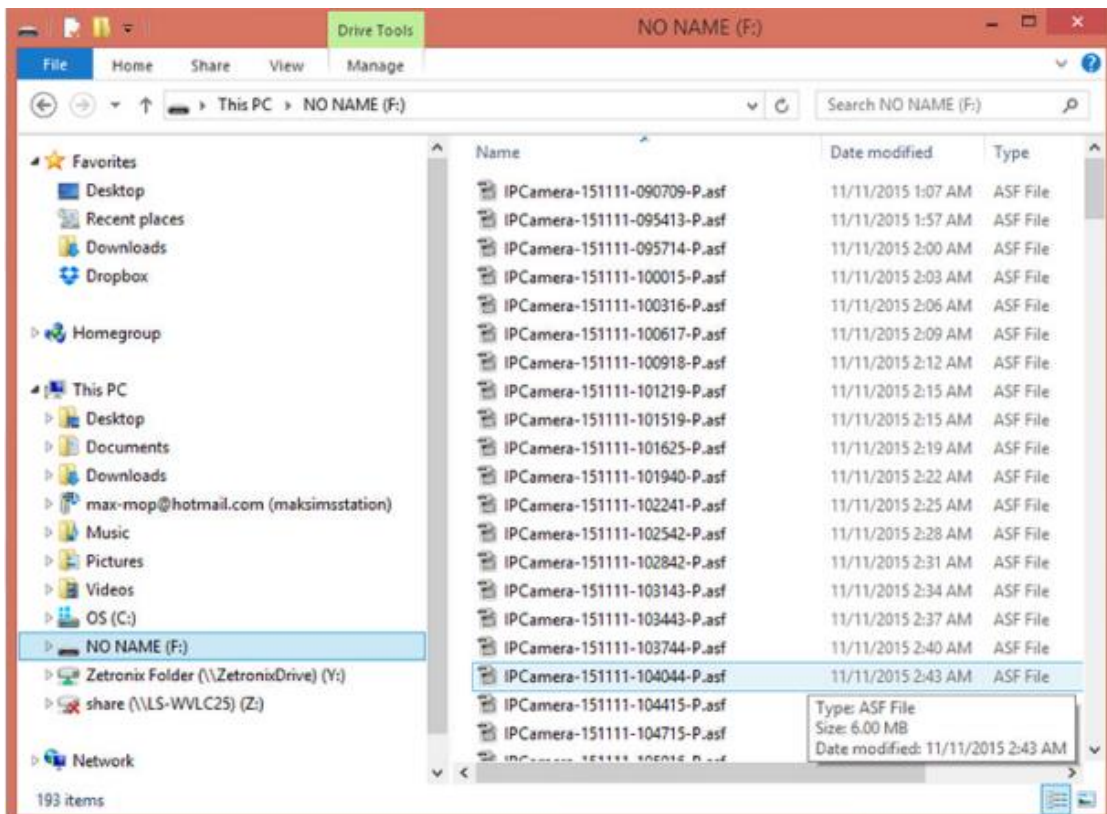 Drive Tools
NO NAME (F:)
File Home Share View Manage
This PC NO NAME (F:)
Search NO NAME (F:)
Favorites
Desktop
Recent places
Downloads
Dropbox
Homegroup
This PC
Desktop
Documents
Downloads
max-mop@hotmail.com (maksimsstation)
Music
Pictures
Videos
OS (C:)
NO NAME (F:)
Zetronix Folder (\\ZetronixDrive) (Y:)
share (\\LS-WVLC25) (Z:)
Network
Name Date modified Type
IPCamera-151111-090709-P.asf 11/11/2015 1:07 AM ASF File
IPCamera-151111-095413-P.asf 11/11/2015 1:57 AM ASF File
IPCamera-151111-095714-P.asf 11/11/2015 2:00 AM ASF File
IPCamera-151111-100015-P.asf 11/11/2015 2:03 AM ASF File
IPCamera-151111-100316-P.asf 11/11/2015 2:06 AM ASF File
IPCamera-151111-100617-P.asf 11/11/2015 2:09 AM ASF File
IPCamera-151111-100918-P.asf 11/11/2015 2:12 AM ASF File
IPCamera-151111-101219-P.asf 11/11/2015 2:15 AM ASF File
IPCamera-151111-101519-P.asf 11/11/2015 2:15 AM ASF File
IPCamera-151111-101625-P.asf 11/11/2015 2:19 AM ASF File
IPCamera-151111-101940-P.asf 11/11/2015 2:22 AM ASF File
IPCamera-151111-102241-P.asf 11/11/2015 2:25 AM ASF File
IPCamera-151111-102542-P.asf 11/11/2015 2:28 AM ASF File
IPCamera-151111-102842-P.asf 11/11/2015 2:31 AM ASF File
IPCamera-151111-103143-P.asf 11/11/2015 2:34 AM ASF File
IPCamera-151111-103443-P.asf 11/11/2015 2:37 AM ASF File
IPCamera-151111-103744-P.asf 11/11/2015 2:40 AM ASF File
IPCamera-151111-104044-P.asf 11/11/2015 2:43 AM ASF File
IPCamera-151111-104415-P.asf
IPCamera-151111-104715-P.asf
Type: ASF File
Size: 6.00 MB
Date modified: 11/11/2015 2:43 AM
193 items